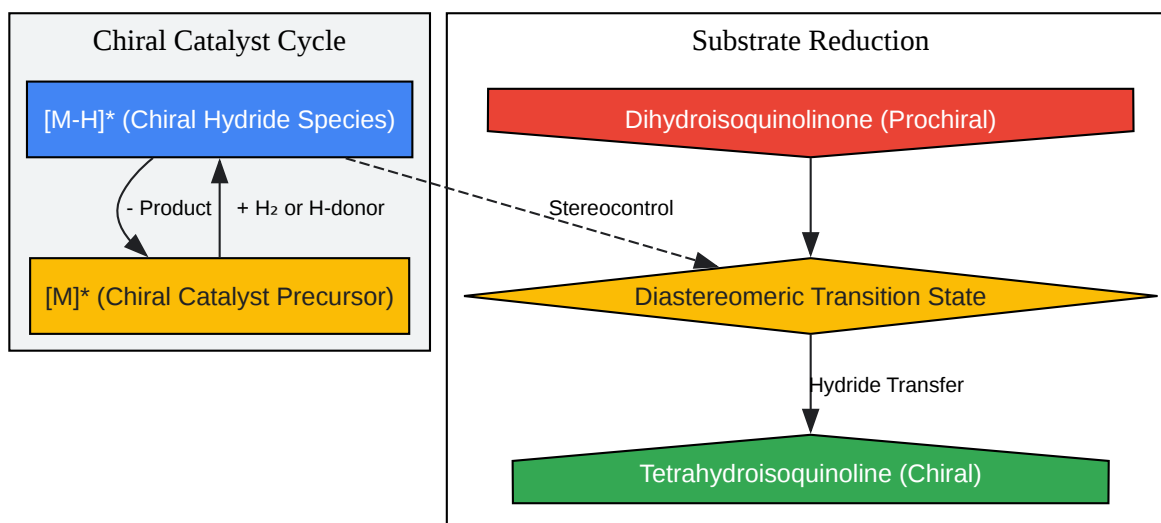 Chiral Catalyst Cycle
[M-H]* (Chiral Hydride Species)
- Product
+ H₂ or H-donor
[M]* (Chiral Catalyst Precursor)
Substrate Reduction
Dihydroisoquinolinone (Prochiral)
Stereocontrol
Diastereomeric Transition State
Hydride Transfer
Tetrahydroisoquinoline (Chiral)